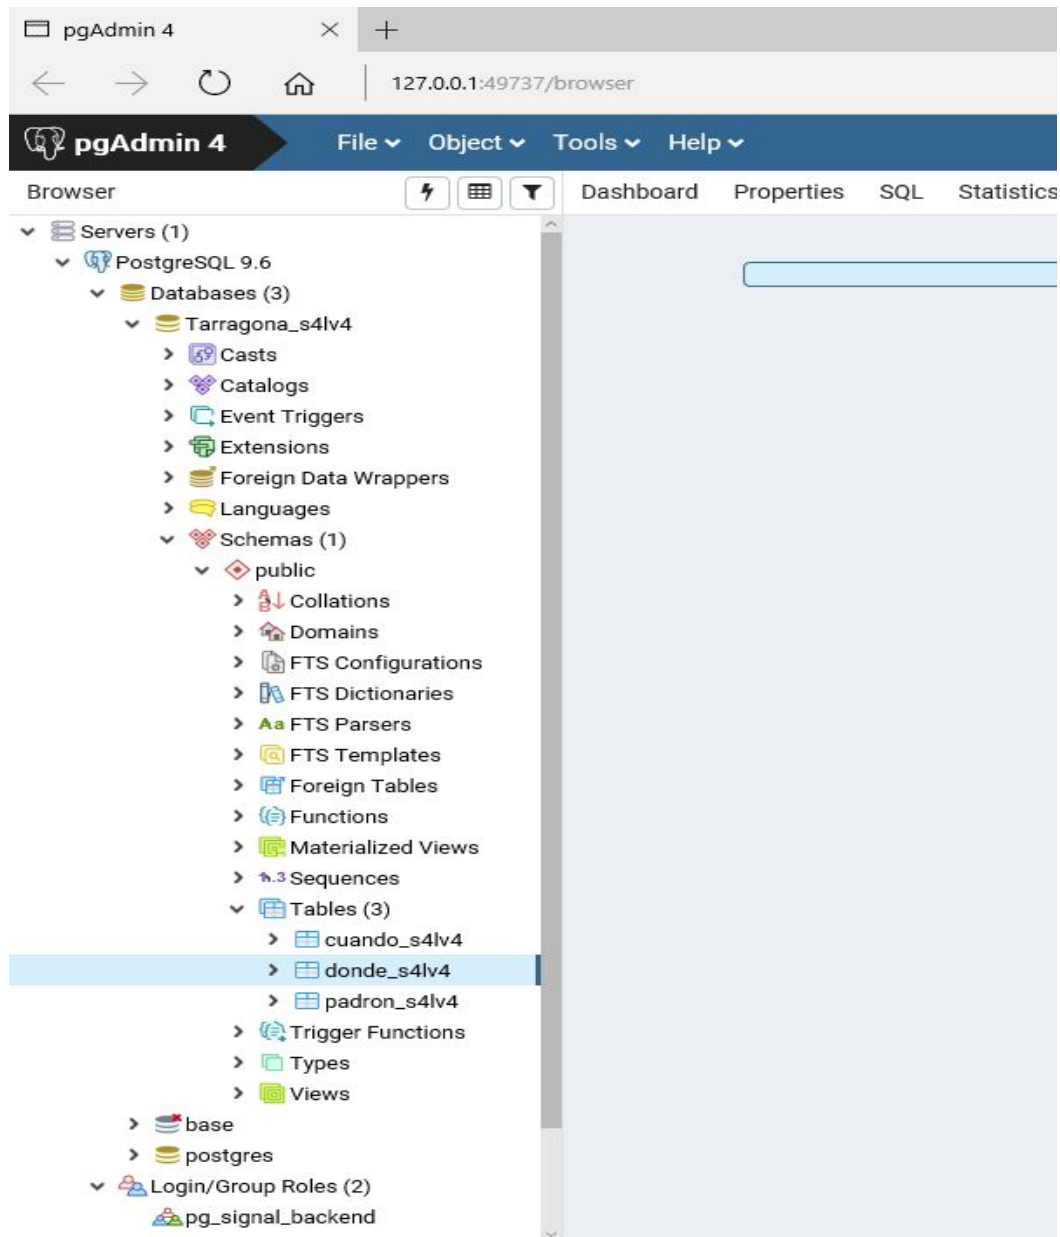 pgAdmin 4
127.0.0.1:49737/browser
pgAdmin 4 File Object Tools Help
Browser Dashboard Properties SQL Statistics
Servers (1)
PostgreSQL 9.6
Databases (3)
Tarragona_s4lv4
Casts
Catalogs
Event Triggers
Extensions
Foreign Data Wrappers
Languages
Schemas (1)
public
Collations
Domains
FTS Configurations
FTS Dictionaries
Aa FTS Parsers
FTS Templates
Foreign Tables
Functions
Materialized Views
Sequences
Tables (3)
cuando_s4lv4
donde_s4lv4
padron_s4lv4
Trigger Functions
Types
Views
base
postgres
Login/Group Roles (2)
pg_signal_backend